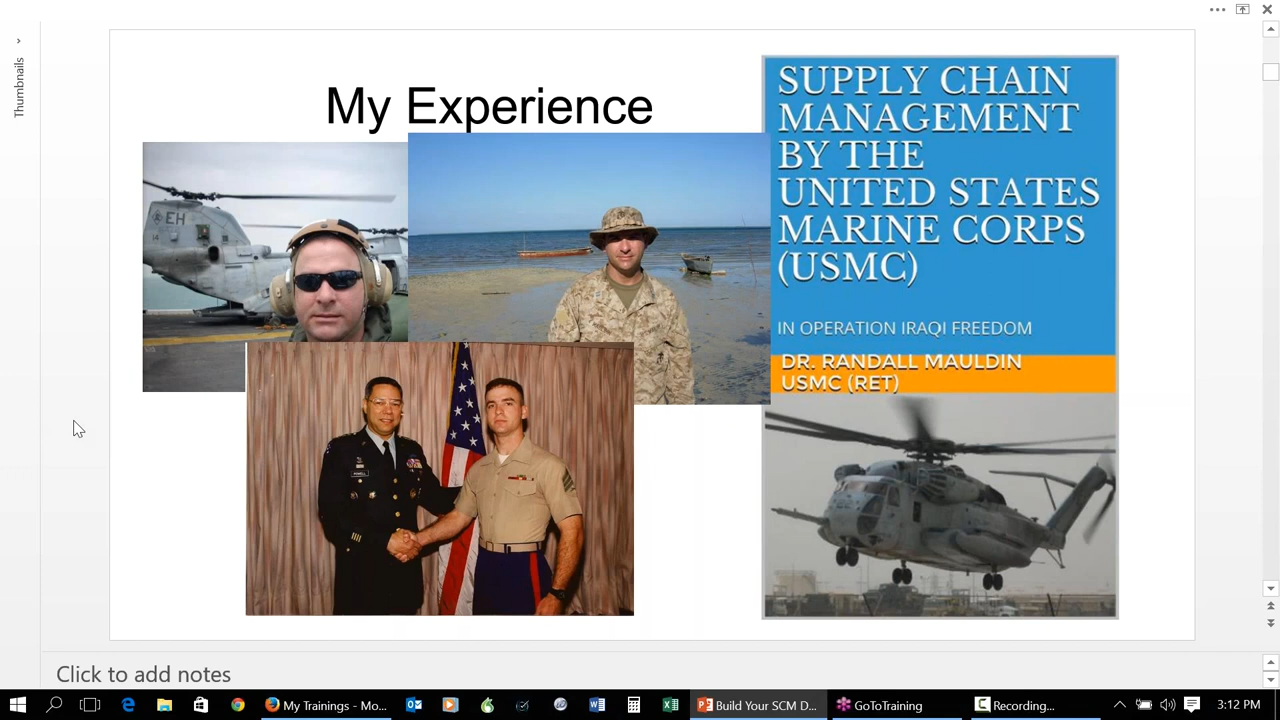 Thumbnails
My Experience
EH
14
POWELL
SUPPLY CHAIN
MANAGEMENT
BY THE
UNITED STATES
MARINE CORPS
(USMC)
IN OPERATION IRAQI FREEDOM
DR. RANDALL MAULDIN
USMC (RET)
Click to add notes
My Trainings - Mo...
Build Your SCM D...
GoToTraining
Recording...
3:12 PM